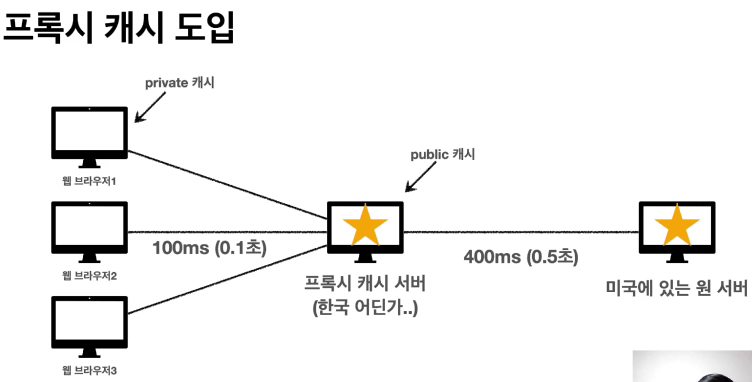 프록시 캐시 도입
private 캐시
public 캐시
웹 브라우저1
100ms (0.1초)
400ms (0.5초)
웹 브라우저2
프록시 캐시 서버
(한국 어딘가..)
미국에 있는 원 서버
웹 브라우저3